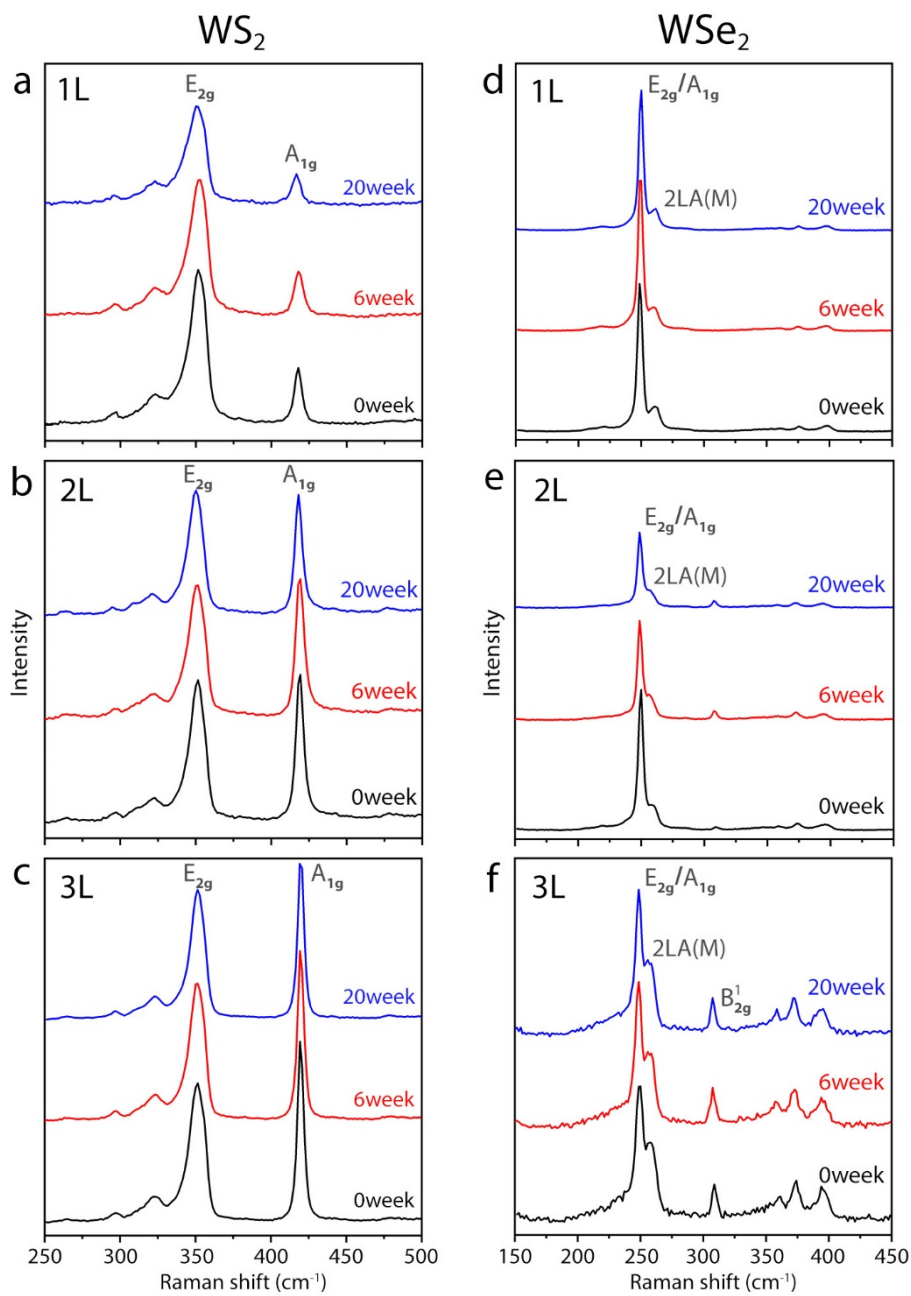 WS₂
WSe₂
a
1L
E₂g
A₁g
20week
6week
0week
b
2L
E₂g
A₁g
20week
6week
0week
c
3L
E₂g
A₁g
20week
6week
0week
250 300 350 400 450 500
Raman shift (cm⁻¹)
Intensity
d
1L
E₂g/A₁g
2LA(M)
20week
6week
0week
e
2L
E₂g/A₁g
2LA(M)
20week
6week
0week
f
3L
E₂g/A₁g
2LA(M)
B¹₂g
20week
6week
0week
150 200 250 300 350 400 450
Raman shift (cm⁻¹)
Intensity